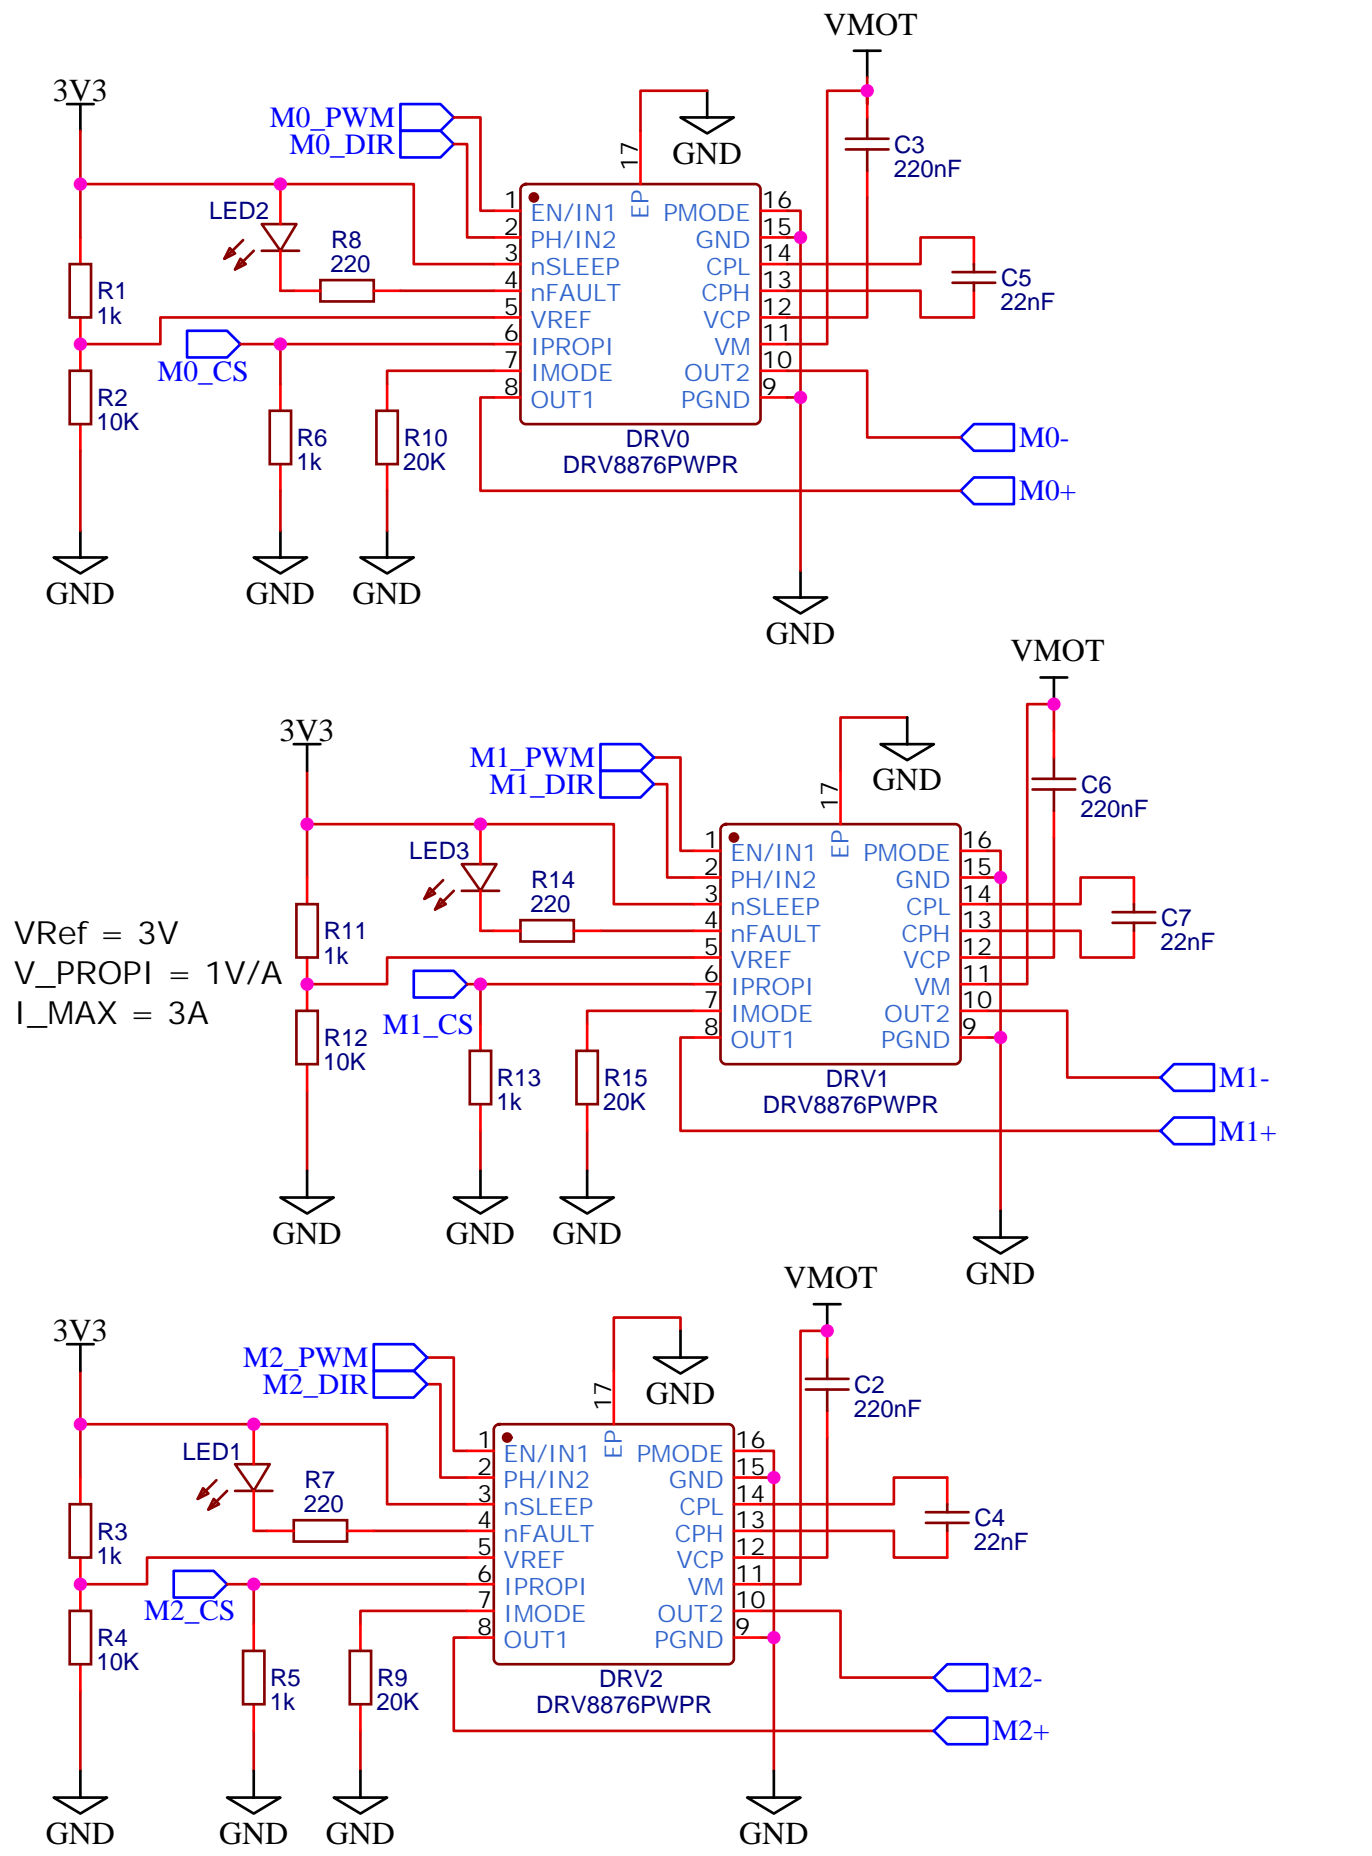 VMOT
3V3
M0_PWM
M0_DIR
17
GND
C3
220nF
LED2
R8
220
EP
1 EN/IN1 PMODE 16
2 PH/IN2 GND 15
3 nSLEEP CPL 14
4 nFAULT CPH 13
5 VREF VCP 12
6 IPROPI VM 11
7 IMODE OUT2 10
8 OUT1 PGND 9
C5
22nF
R1
1k
M0_CS
R2
10K
R6
1k
R10
20K
DRV0
DRV8876PWPR
M0-
M0+
GND
GND
GND
GND
VMOT
3V3
M1_PWM
M1_DIR
17
GND
C6
220nF
LED3
R14
220
EP
1 EN/IN1 PMODE 16
2 PH/IN2 GND 15
3 nSLEEP CPL 14
4 nFAULT CPH 13
5 VREF VCP 12
6 IPROPI VM 11
7 IMODE OUT2 10
8 OUT1 PGND 9
C7
22nF
VRef = 3V
V_PROPI = 1V/A
I_MAX = 3A
R11
1k
M1_CS
R12
10K
R13
1k
R15
20K
DRV1
DRV8876PWPR
M1-
M1+
GND
GND
GND
GND
VMOT
3V3
M2_PWM
M2_DIR
17
GND
C2
220nF
LED1
R7
220
EP
1 EN/IN1 PMODE 16
2 PH/IN2 GND 15
3 nSLEEP CPL 14
4 nFAULT CPH 13
5 VREF VCP 12
6 IPROPI VM 11
7 IMODE OUT2 10
8 OUT1 PGND 9
C4
22nF
R3
1k
M2_CS
R4
10K
R5
1k
R9
20K
DRV2
DRV8876PWPR
M2-
M2+
GND
GND
GND
GND